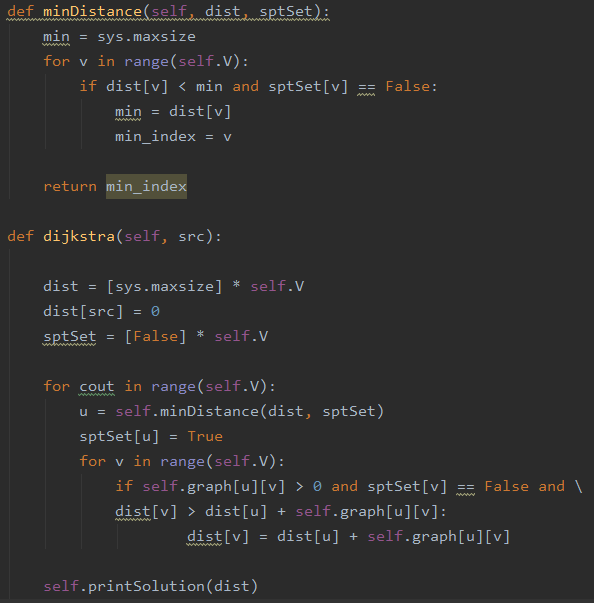 def minDistance(self, dist, sptSet):
    min = sys.maxsize
    for v in range(self.V):
        if dist[v] < min and sptSet[v] == False:
            min = dist[v]
            min_index = v

    return min_index

def dijkstra(self, src):

    dist = [sys.maxsize] * self.V
    dist[src] = 0
    sptSet = [False] * self.V

    for cout in range(self.V):
        u = self.minDistance(dist, sptSet)
        sptSet[u] = True
        for v in range(self.V):
            if self.graph[u][v] > 0 and sptSet[v] == False and \
            dist[v] > dist[u] + self.graph[u][v]:
                    dist[v] = dist[u] + self.graph[u][v]

    self.printSolution(dist)